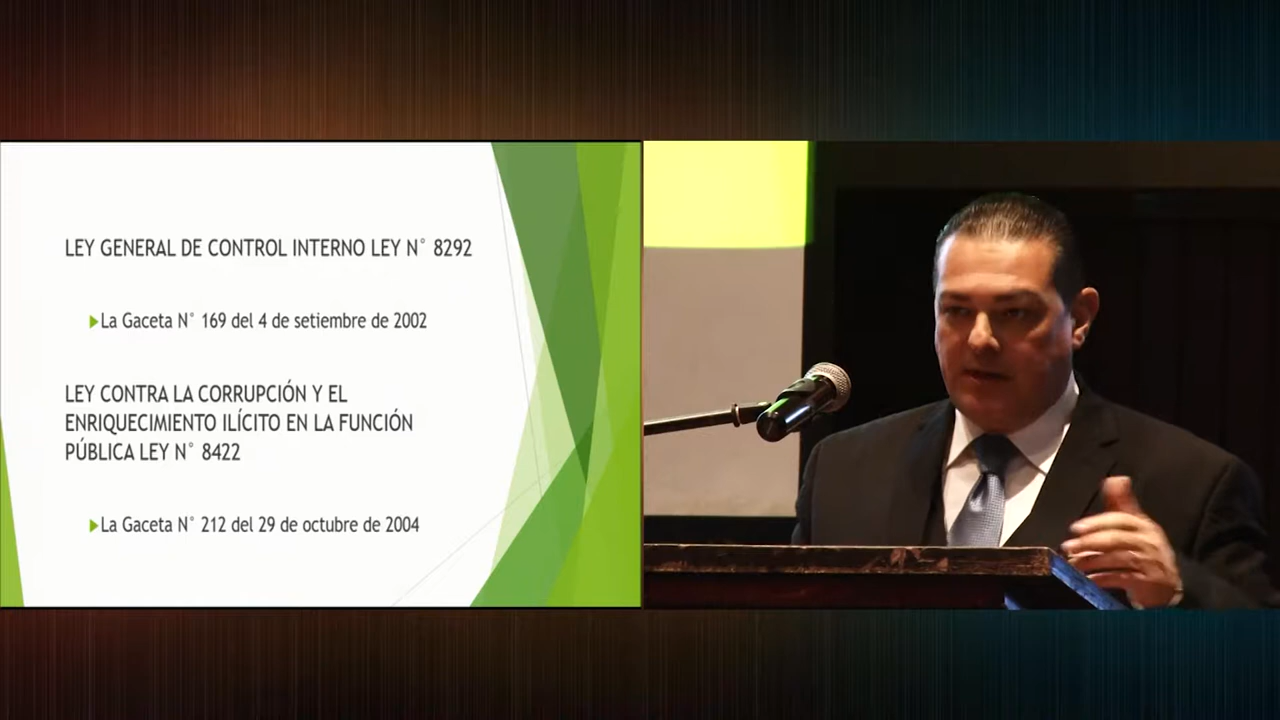 LEY GENERAL DE CONTROL INTERNO LEY N° 8292
La Gaceta N° 169 del 4 de setiembre de 2002
LEY CONTRA LA CORRUPCIÓN Y EL
ENRIQUECIMIENTO ILÍCITO EN LA FUNCIÓN
PÚBLICA LEY N° 8422
La Gaceta N° 212 del 29 de octubre de 2004